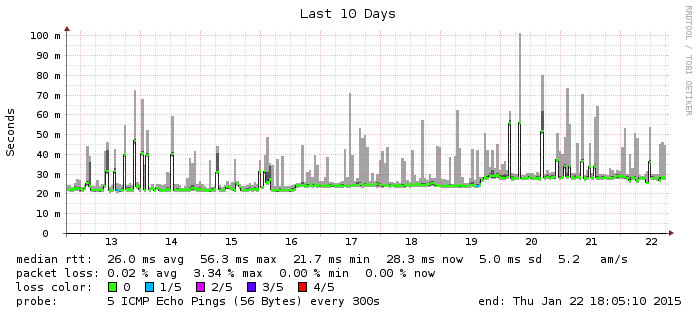 Last 10 Days
RRDTOOL / TOBI OETIKER
Seconds
100 m
90 m
80 m
70 m
60 m
50 m
40 m
30 m
20 m
10 m
0
13 14 15 16 17 18 19 20 21 22
median rtt: 26.0 ms avg 56.3 ms max 21.7 ms min 28.3 ms now 5.0 ms sd 5.2 am/s
packet loss: 0.02 % avg 3.34 % max 0.00 % min 0.00 % now
loss color: 0 1/5 2/5 3/5 4/5
probe: 5 ICMP Echo Pings (56 Bytes) every 300s end: Thu Jan 22 18:05:10 2015